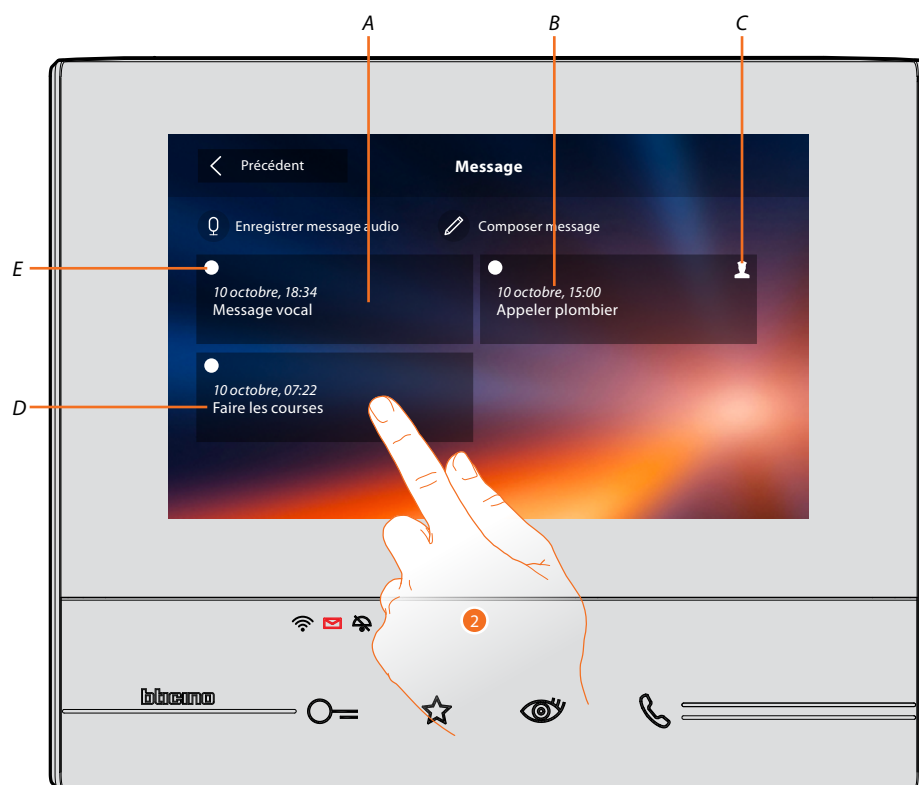 A
B
C
Précédent
Message
Enregistrer message audio
Composer message
E
10 octobre, 18:34
Message vocal
10 octobre, 15:00
Appeler plombier
10 octobre, 07:22
D
Faire les courses
2
bticino